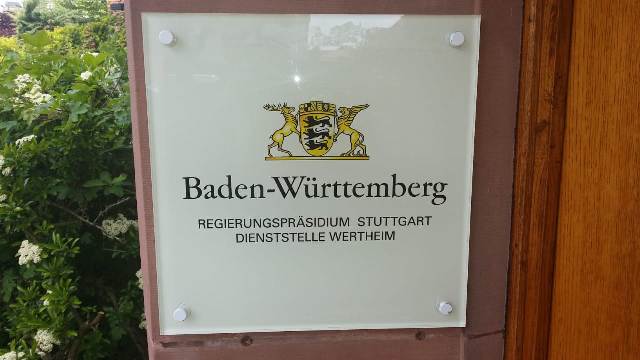 Baden-Württemberg
REGIERUNGSPRÄSIDIUM STUTTGART
DIENSTSTELLE WERTHEIM